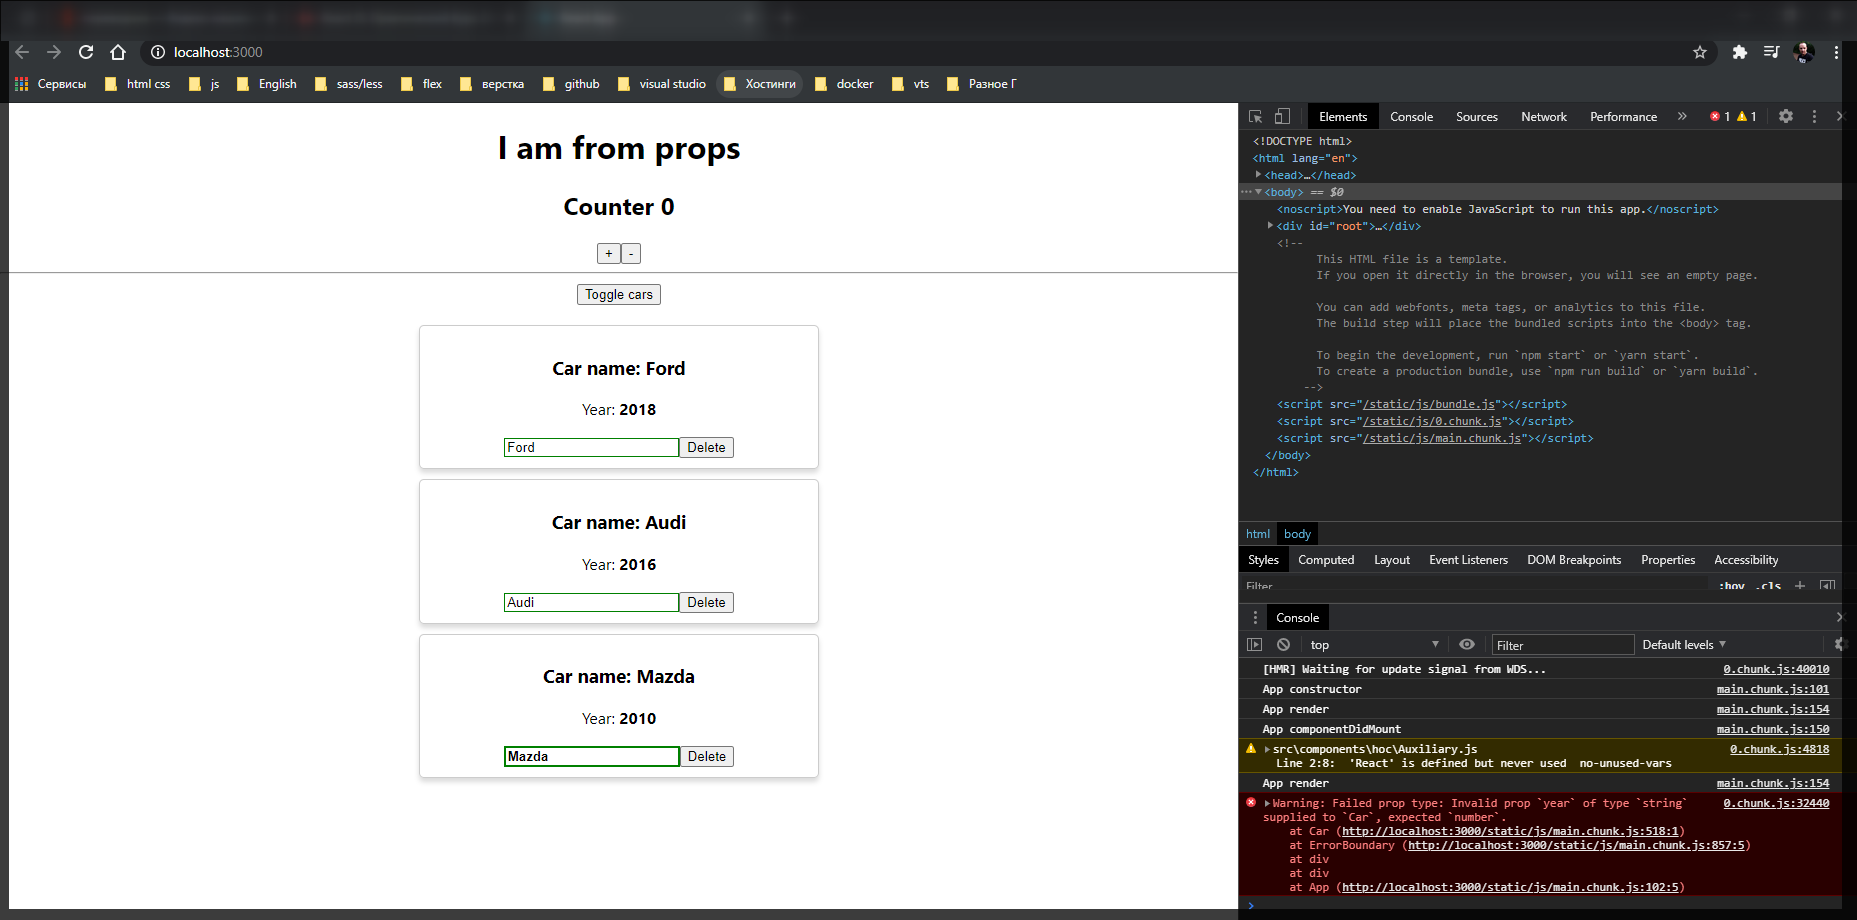 localhost:3000
Сервисы html css js English sass/less flex верстка github visual studio Хостинги docker vts Разное Г
I am from props
Counter 0
+ -
Toggle cars
Car name: Ford
Year: 2018
Ford Delete
Car name: Audi
Year: 2016
Audi Delete
Car name: Mazda
Year: 2010
Mazda Delete
Elements Console Sources Network Performance » 1 1
<!DOCTYPE html>
<html lang="en">
<head>…</head>
<body> == $0
<noscript>You need to enable JavaScript to run this app.</noscript>
<div id="root">…</div>
<!--
This HTML file is a template.
If you open it directly in the browser, you will see an empty page.
You can add webfonts, meta tags, or analytics to this file.
The build step will place the bundled scripts into the <body> tag.
To begin the development, run `npm start` or `yarn start`.
To create a production bundle, use `npm run build` or `yarn build`.
-->
<script src="/static/js/bundle.js"></script>
<script src="/static/js/0.chunk.js"></script>
<script src="/static/js/main.chunk.js"></script>
</body>
</html>
html body
Styles Computed Layout Event Listeners DOM Breakpoints Properties Accessibility
Filter :hov .cls +
Console
top Filter Default levels
[HMR] Waiting for update signal from WDS... 0.chunk.js:40010
App constructor main.chunk.js:101
App render main.chunk.js:154
App componentDidMount main.chunk.js:150
src\components\hoc\Auxiliary.js 0.chunk.js:4818
Line 2:8: 'React' is defined but never used no-unused-vars
App render main.chunk.js:154
Warning: Failed prop type: Invalid prop `year` of type `string` 0.chunk.js:32440
supplied to `Car`, expected `number`.
at Car (http://localhost:3000/static/js/main.chunk.js:518:1)
at ErrorBoundary (http://localhost:3000/static/js/main.chunk.js:857:5)
at div
at div
at App (http://localhost:3000/static/js/main.chunk.js:102:5)